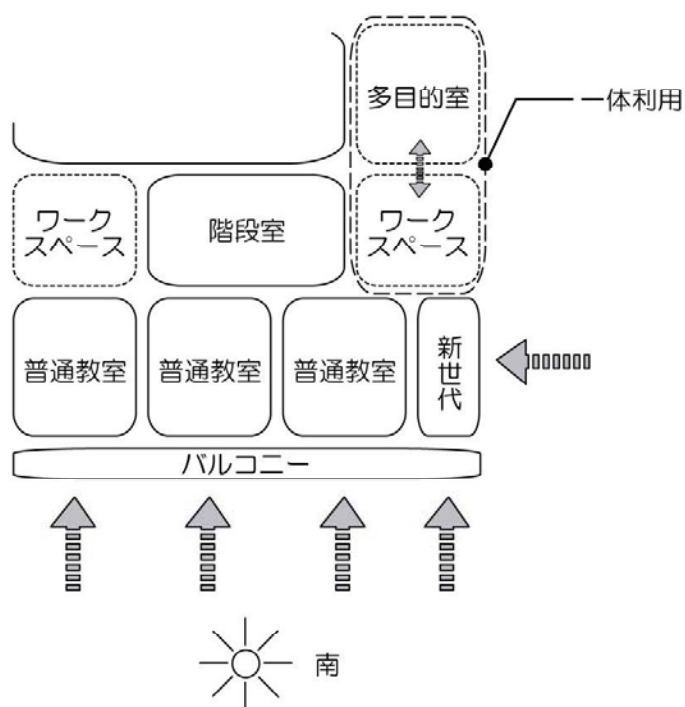 多目的室
一体利用
ワーク
スペース
階段室
ワーク
スペース
普通教室
普通教室
普通教室
新世代
バルコニー
南